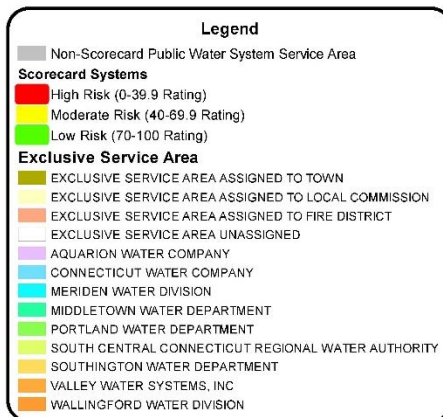 Legend
Non-Scorecard Public Water System Service Area
Scorecard Systems
High Risk (0-39.9 Rating)
Moderate Risk (40-69.9 Rating)
Low Risk (70-100 Rating)
Exclusive Service Area
EXCLUSIVE SERVICE AREA ASSIGNED TO TOWN
EXCLUSIVE SERVICE AREA ASSIGNED TO LOCAL COMMISSION
EXCLUSIVE SERVICE AREA ASSIGNED TO FIRE DISTRICT
EXCLUSIVE SERVICE AREA UNASSIGNED
AQUARION WATER COMPANY
CONNECTICUT WATER COMPANY
MERIDEN WATER DIVISION
MIDDLETOWN WATER DEPARTMENT
PORTLAND WATER DEPARTMENT
SOUTH CENTRAL CONNECTICUT REGIONAL WATER AUTHORITY
SOUTHINGTON WATER DEPARTMENT
VALLEY WATER SYSTEMS, INC
WALLINGFORD WATER DIVISION